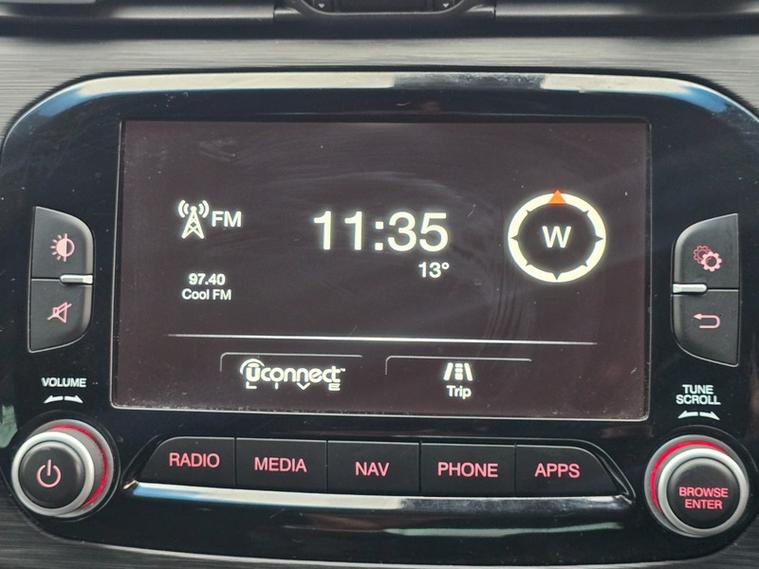 FM
11:35
13°
W
97.40
Cool FM
uconnect™
LIVE
Trip
VOLUME
TUNE
SCROLL
RADIO
MEDIA
NAV
PHONE
APPS
BROWSE
ENTER